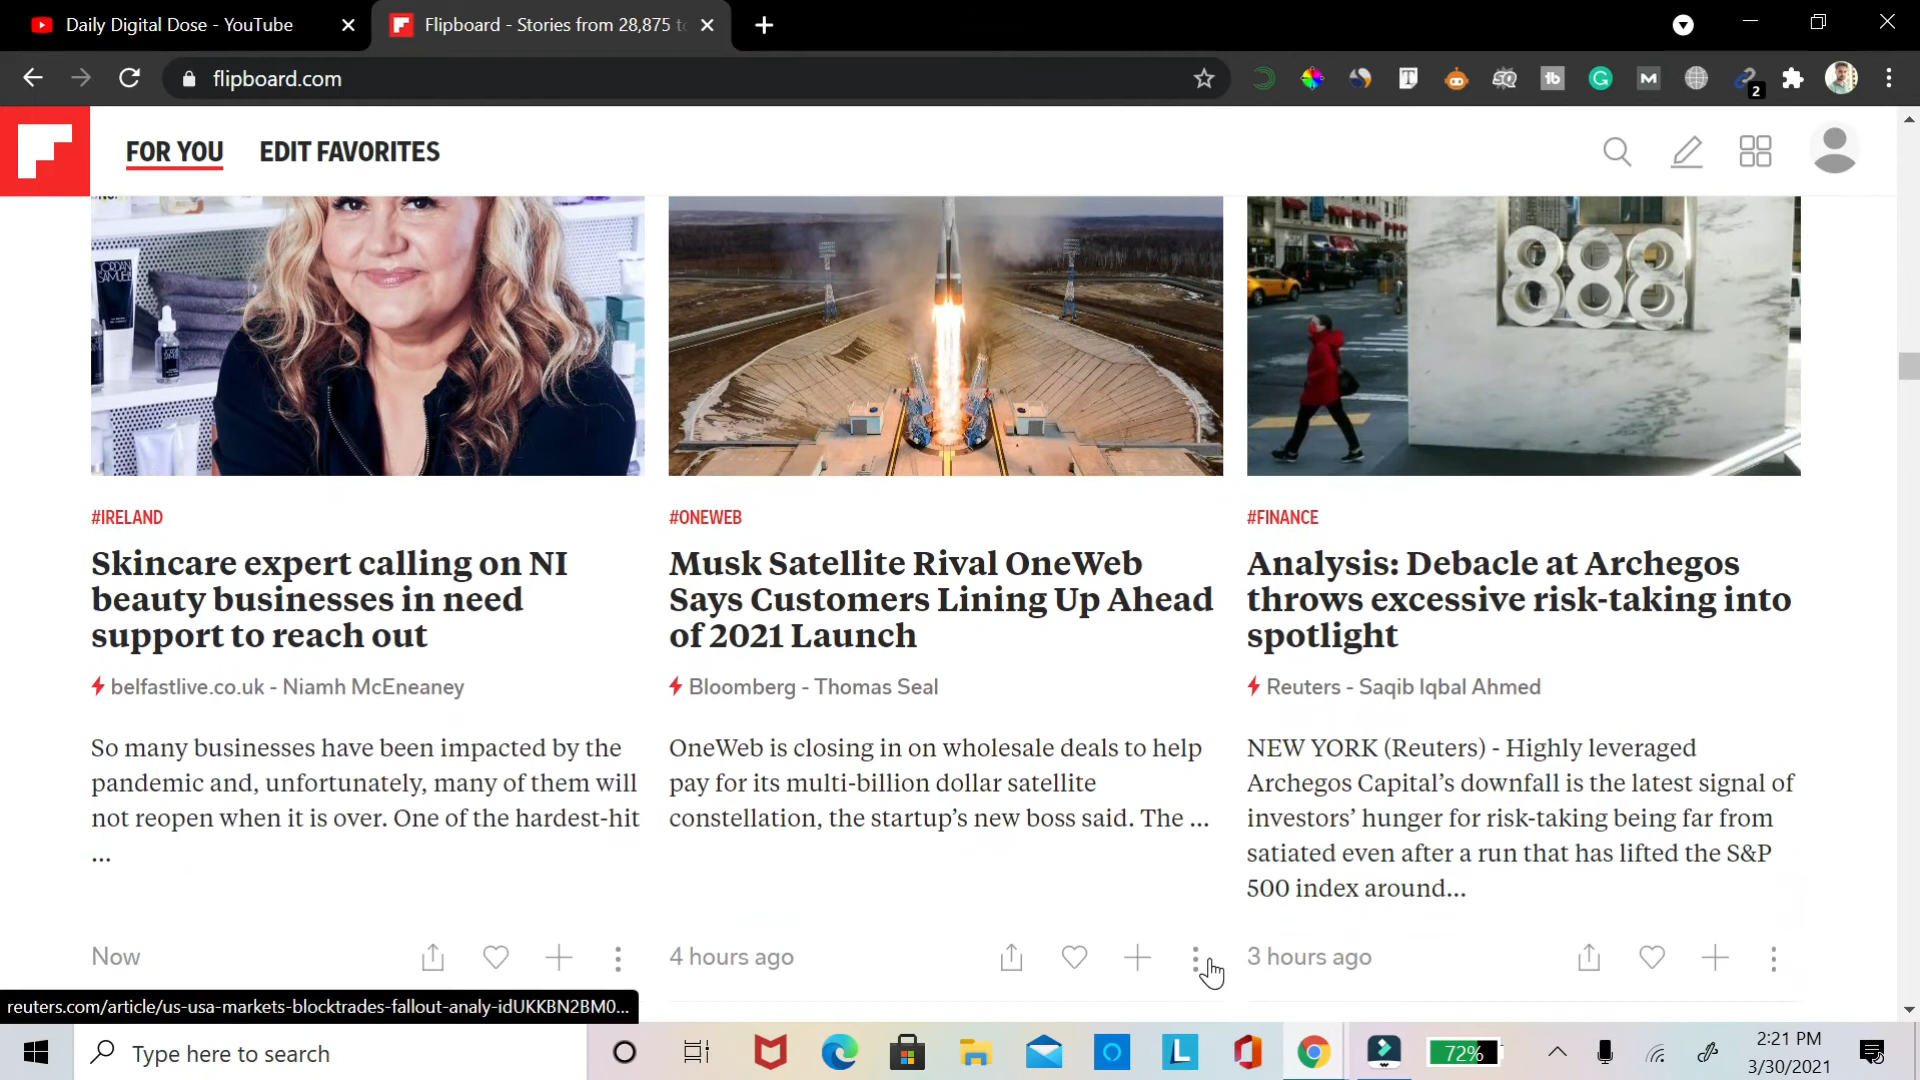 Daily Digital Dose - YouTube
Flipboard - Stories from 28,875 to
flipboard.com
2
FOR YOU
EDIT FAVORITES
JORDAN
SAMUEL
888
#IRELAND
Skincare expert calling on NI
beauty businesses in need
support to reach out
belfastlive.co.uk - Niamh McEneaney
So many businesses have been impacted by the
pandemic and, unfortunately, many of them will
not reopen when it is over. One of the hardest-hit
...
Now
#ONEWEB
Musk Satellite Rival OneWeb
Says Customers Lining Up Ahead
of 2021 Launch
Bloomberg - Thomas Seal
OneWeb is closing in on wholesale deals to help
pay for its multi-billion dollar satellite
constellation, the startup's new boss said. The ...
4 hours ago
#FINANCE
Analysis: Debacle at Archegos
throws excessive risk-taking into
spotlight
Reuters - Saqib Iqbal Ahmed
NEW YORK (Reuters) - Highly leveraged
Archegos Capital's downfall is the latest signal of
investors' hunger for risk-taking being far from
satiated even after a run that has lifted the S&P
500 index around...
3 hours ago
reuters.com/article/us-usa-markets-blocktrades-fallout-analy-idUKKBN2BM0...
Type here to search
72%
2:21 PM
3/30/2021